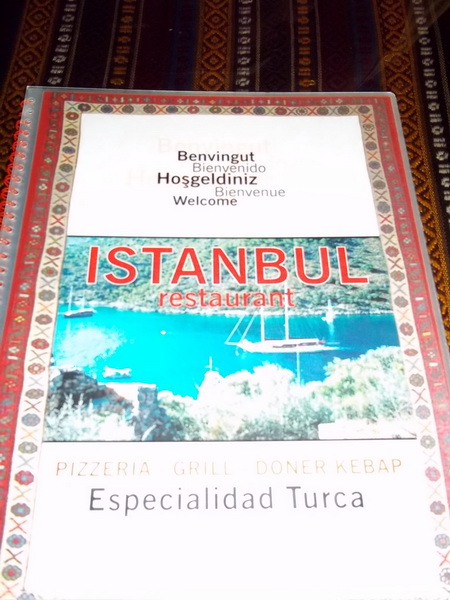 Benvingut
Bienvenido
Hoşgeldiniz
Bienvenue
Welcome
ISTANBUL
restaurant
PIZZERIA GRILL DONER KEBAP
Especialidad Turca